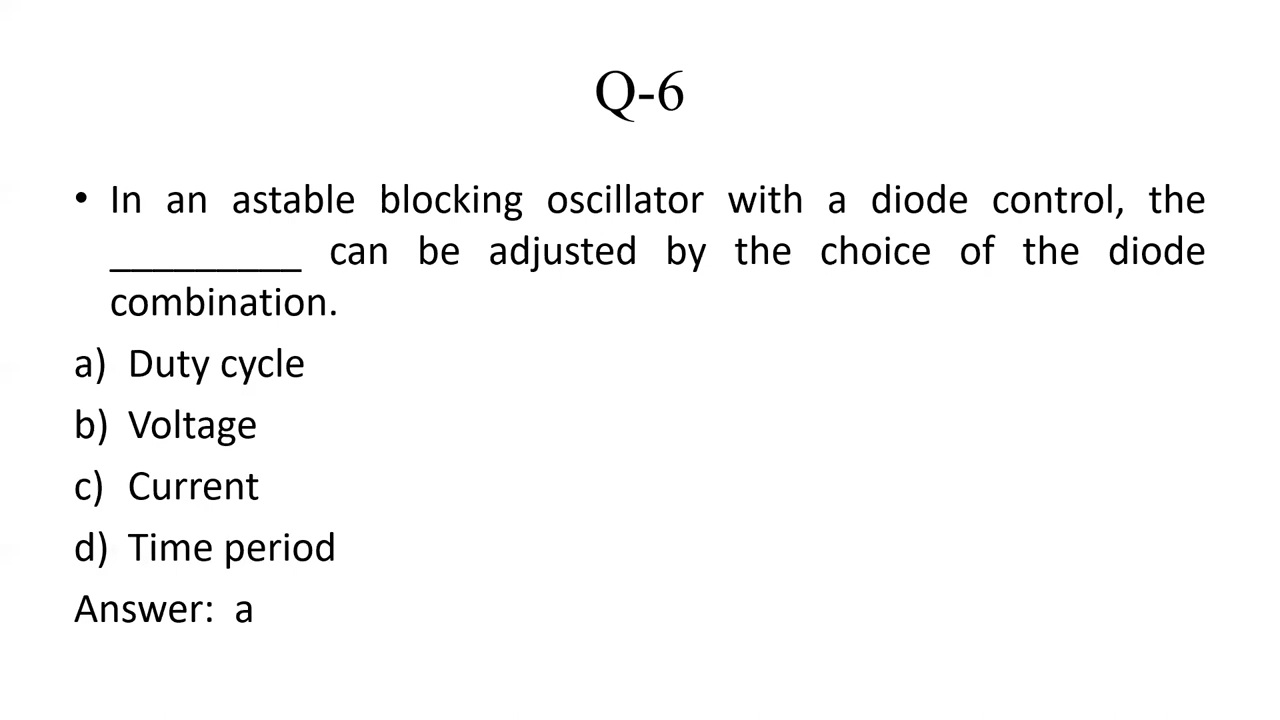 Q-6
• In an astable blocking oscillator with a diode control, the
_________ can be adjusted by the choice of the diode
combination.
a) Duty cycle
b) Voltage
c) Current
d) Time period
Answer: a